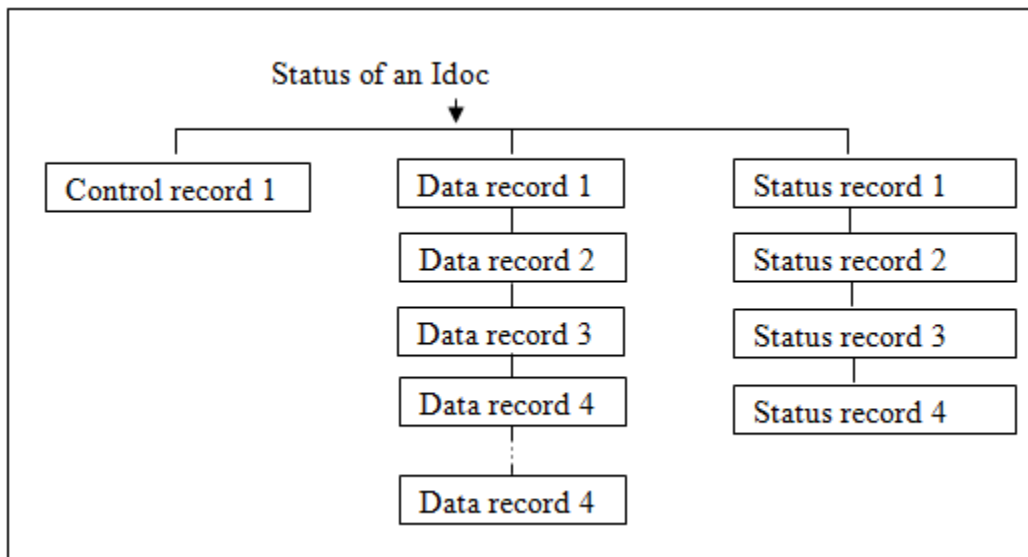 Status of an Idoc
Control record 1
Data record 1
Status record 1
Data record 2
Status record 2
Data record 3
Status record 3
Data record 4
Status record 4
Data record 4